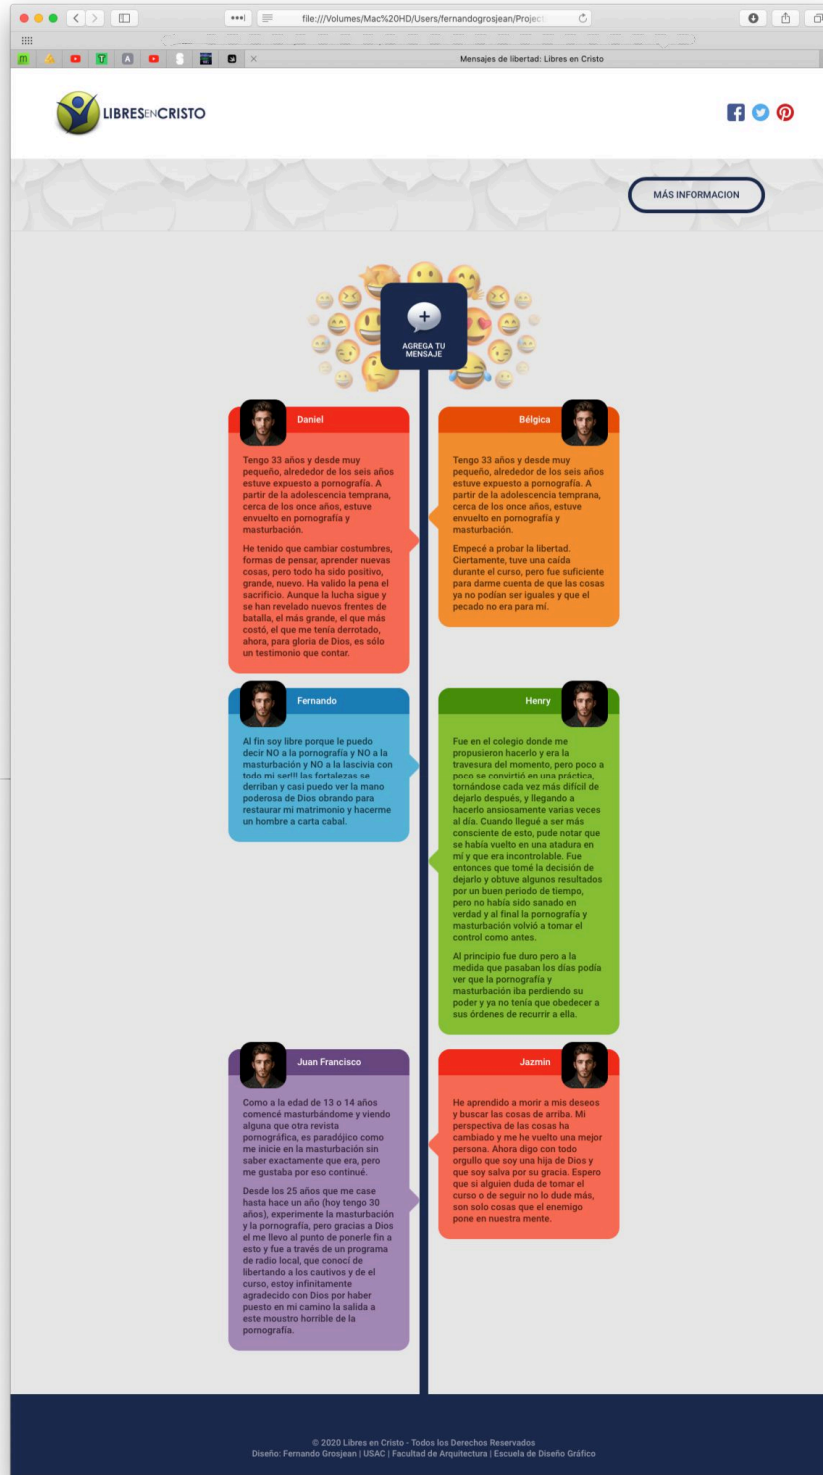 file:///Volumes/Mac%20HD/Users/fernandogrosjean/Project
Mensajes de libertad: Libres en Cristo
LIBRESENCRISTO
MÁS INFORMACION
AGREGA TU
MENSAJE
Daniel
Tengo 33 años y desde muy
pequeño, alrededor de los seis años
estuve expuesto a pornografía. A
partir de la adolescencia temprana,
cerca de los once años, estuve
envuelto en pornografía y
masturbación.
He tenido que cambiar costumbres,
formas de pensar, aprender nuevas
cosas, pero todo ha sido positivo,
grande, nuevo. Ha valido la pena el
sacrificio. Aunque la lucha sigue y
se han revelado nuevos frentes de
batalla, el más grande, el que más
costó, el que me tenía derrotado,
ahora, para gloria de Dios, es sólo
un testimonio que contar.
Bélgica
Tengo 33 años y desde muy
pequeño, alrededor de los seis años
estuve expuesto a pornografía. A
partir de la adolescencia temprana,
cerca de los once años, estuve
envuelto en pornografía y
masturbación.
Empecé a probar la libertad.
Ciertamente, tuve una caída
durante el curso, pero fue suficiente
para darme cuenta de que las cosas
ya no podían ser iguales y que el
pecado no era para mí.
Fernando
Al fin soy libre porque le puedo
decir NO a la pornografía y NO a la
masturbación y NO a la lascivia con
todo mi ser!!! las fortalezas se
derriban y casi puedo ver la mano
poderosa de Dios obrando para
restaurar mi matrimonio y hacerme
un hombre a carta cabal.
Henry
Fue en el colegio donde me
propusieron hacerlo y era la
travesura del momento, pero poco a
poco se convirtió en una práctica,
tornándose cada vez más difícil de
dejarlo después, y llegando a
hacerlo ansiosamente varias veces
al día. Cuando llegué a ser más
consciente de esto, pude notar que
se había vuelto en una atadura en
mí y que era incontrolable. Fue
entonces que tomé la decisión de
dejarlo y obtuve algunos resultados
por un buen periodo de tiempo,
pero no había sido sanado en
verdad y al final la pornografía y
masturbación volvió a tomar el
control como antes.
Al principio fue duro pero a la
medida que pasaban los días podía
ver que la pornografía y
masturbación iba perdiendo su
poder y ya no tenía que obedecer a
sus órdenes de recurrir a ella.
Juan Francisco
Como a la edad de 13 o 14 años
comencé masturbándome y viendo
alguna que otra revista
pornográfica, es paradójico como
me inicie en la masturbación sin
saber exactamente que era, pero
me gustaba por eso continué.
Desde los 25 años que me case
hasta hace un año (hoy tengo 30
años), experimente la masturbación
y la pornografía, pero gracias a Dios
el me llevo al punto de ponerle fin a
esto y fue a través de un programa
de radio local, que conocí de
libertando a los cautivos y de el
curso, estoy infinitamente
agradecido con Dios por haber
puesto en mi camino la salida a
este moustro horrible de la
pornografía.
Jazmin
He aprendido a morir a mis deseos
y buscar las cosas de arriba. Mi
perspectiva de las cosas ha
cambiado y me he vuelto una mejor
persona. Ahora digo con todo
orgullo que soy una hija de Dios y
que soy salva por su gracia. Espero
que si alguien duda de tomar el
curso o de seguir no lo dude más,
son solo cosas que el enemigo
pone en nuestra mente.
© 2020 Libres en Cristo - Todos los Derechos Reservados
Diseño: Fernando Grosjean | USAC | Facultad de Arquitectura | Escuela de Diseño Gráfico